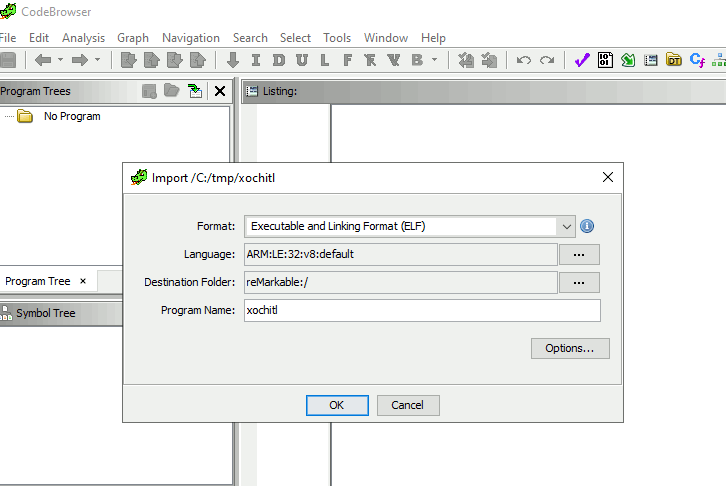 CodeBrowser
File Edit Analysis Graph Navigation Search Select Tools Window Help
I D U L F V B
Program Trees
Listing:
No Program
Import /C:/tmp/xochitl
Format: Executable and Linking Format (ELF)
Language: ARM:LE:32:v8:default ...
Destination Folder: reMarkable:/ ...
Program Name: xochitl
Program Tree ×
Symbol Tree
Options...
OK Cancel